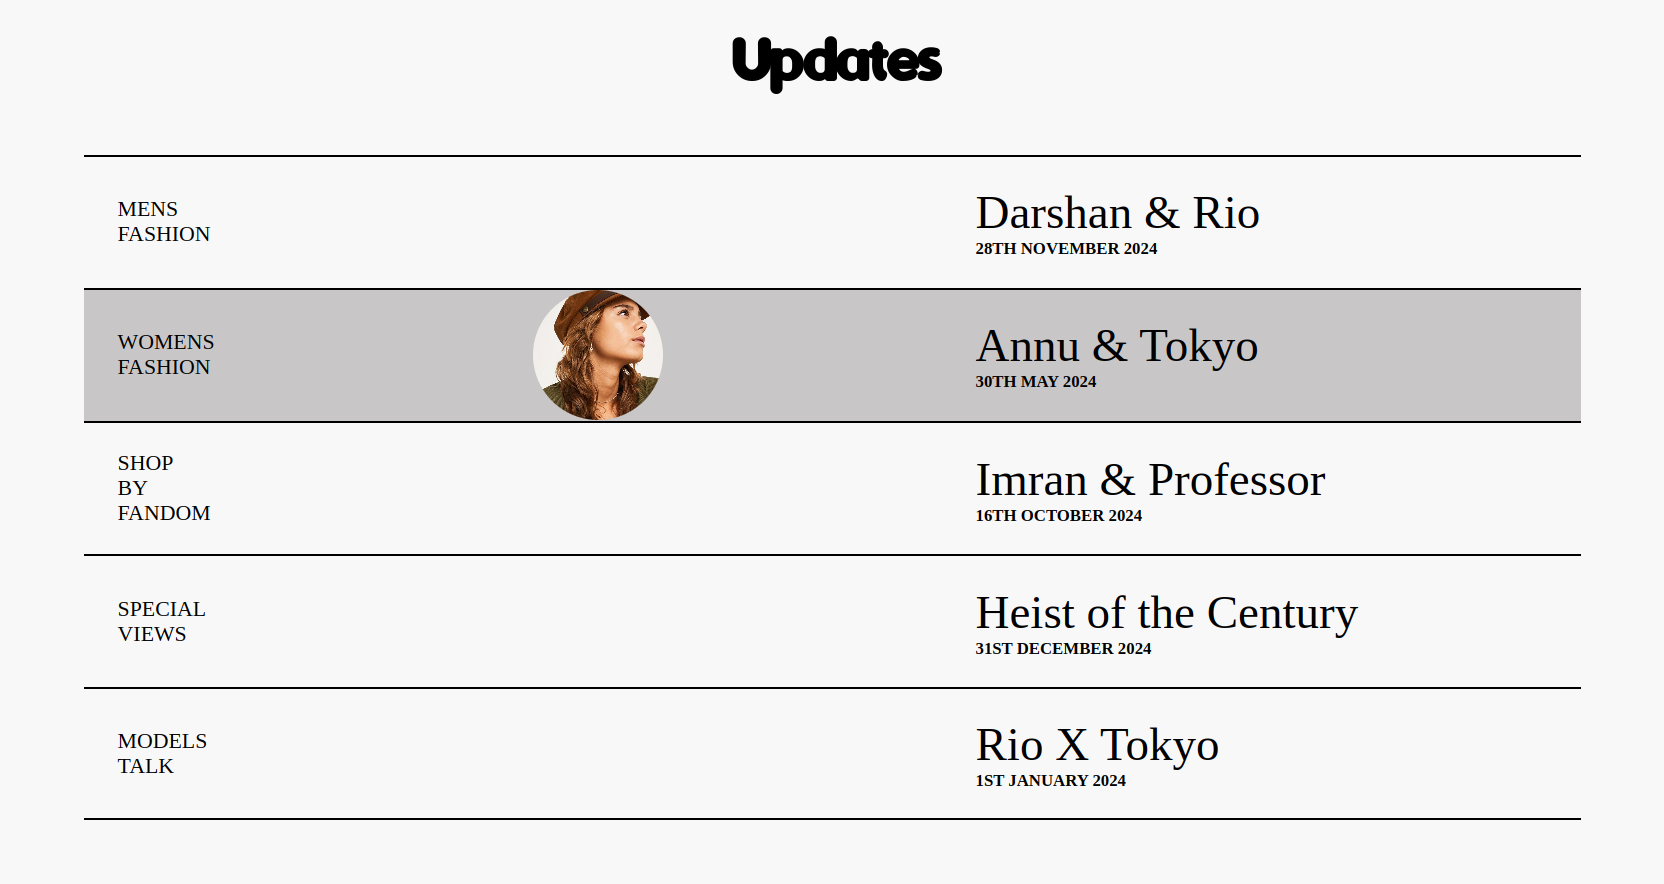 Updates
MENS
FASHION
Darshan & Rio
28TH NOVEMBER 2024
WOMENS
FASHION
Annu & Tokyo
30TH MAY 2024
SHOP
BY
FANDOM
Imran & Professor
16TH OCTOBER 2024
SPECIAL
VIEWS
Heist of the Century
31ST DECEMBER 2024
MODELS
TALK
Rio X Tokyo
1ST JANUARY 2024